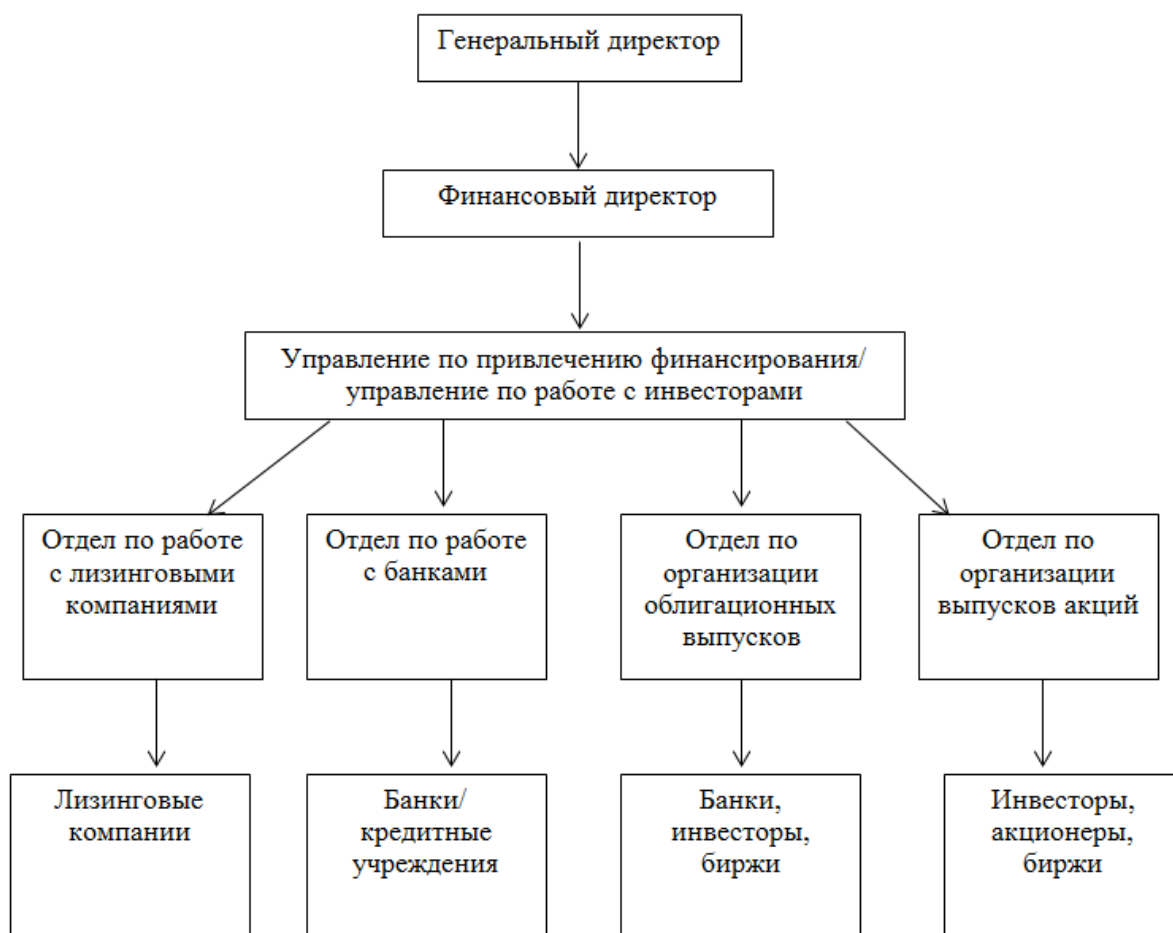 Генеральный директор
Финансовый директор
Управление по привлечению финансирования/
управление по работе с инвесторами
Отдел по работе
с лизинговыми
компаниями
Отдел по работе
с банками
Отдел по
организации
облигационных
выпусков
Отдел по
организации
выпусков акций
Лизинговые
компании
Банки/
кредитные
учреждения
Банки,
инвесторы,
биржи
Инвесторы,
акционеры,
биржи